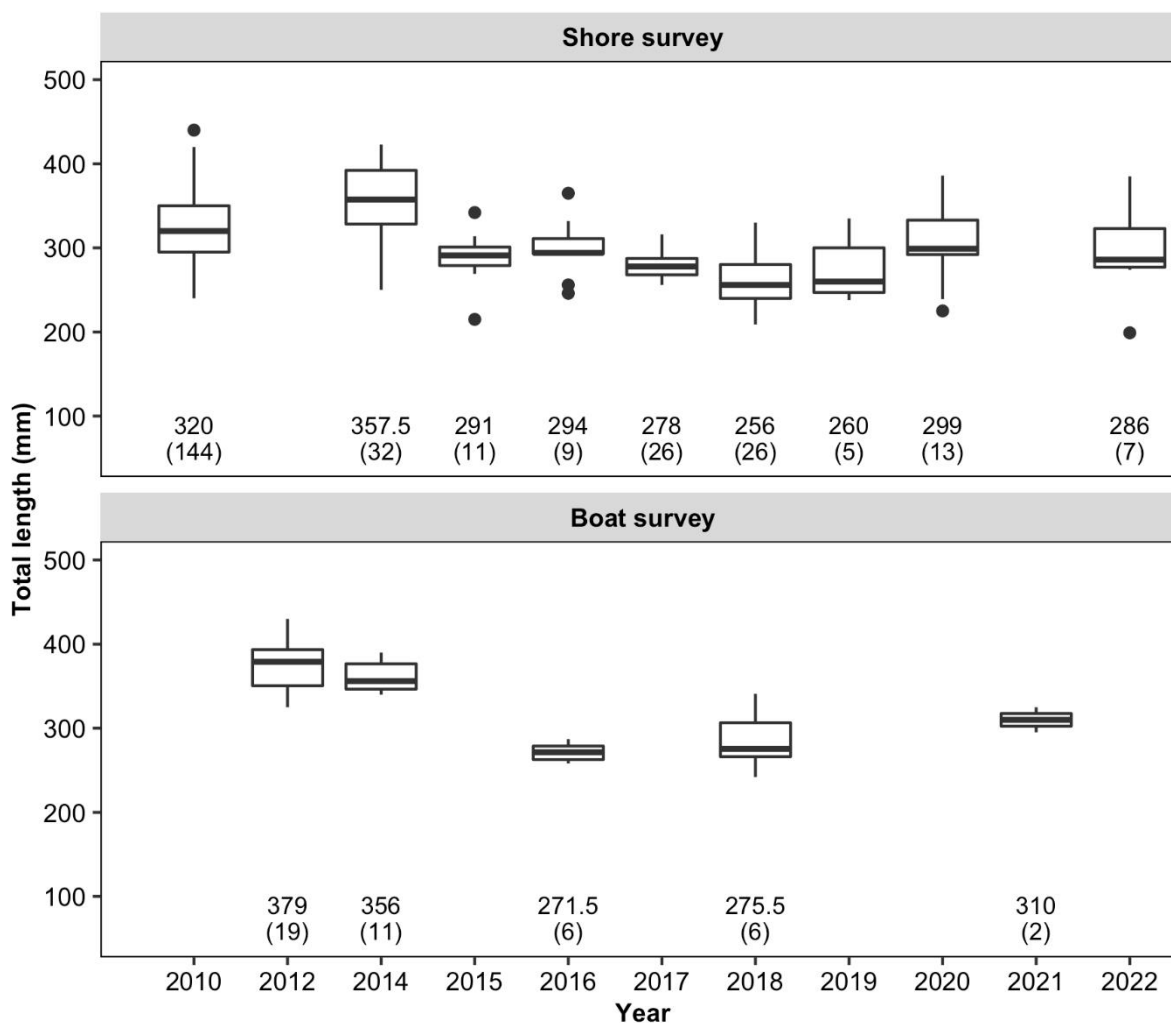 Shore survey
500
400
300
200
100
320 357.5 291 294 278 256 260 299 286
(144) (32) (11) (9) (26) (26) (5) (13) (7)
Total length (mm)
Boat survey
500
400
300
200
100
379 356 271.5 275.5 310
(19) (11) (6) (6) (2)
2010 2012 2014 2015 2016 2017 2018 2019 2020 2021 2022
Year